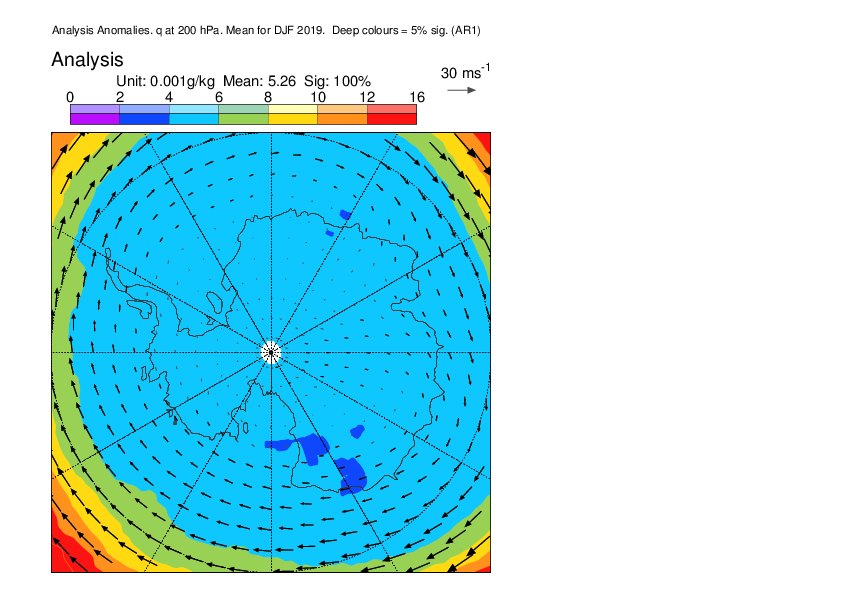 Analysis Anomalies. q at 200 hPa. Mean for DJF 2019. Deep colours = 5% sig. (AR1)
Analysis
30 ms-1
Unit: 0.001g/kg Mean: 5.26 Sig: 100%
0 2 4 6 8 10 12 16